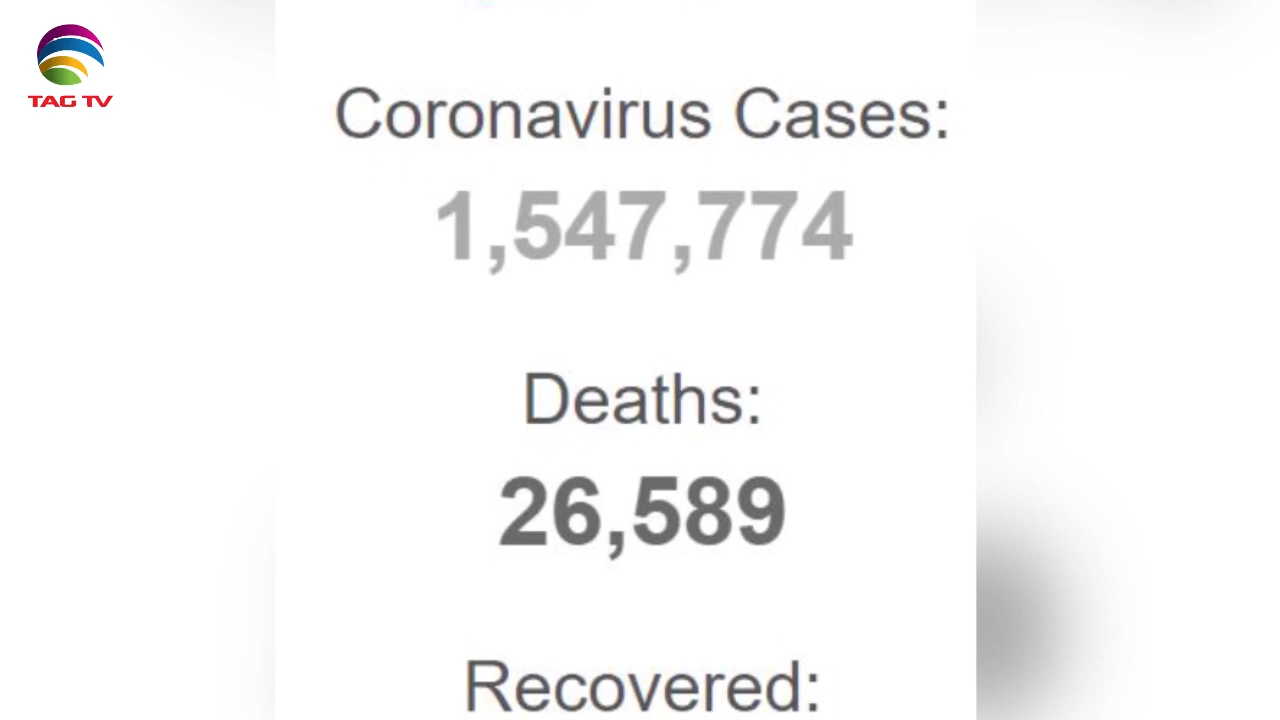 TAG TV
Coronavirus Cases:
1,547,774
Deaths:
26,589
Recovered: